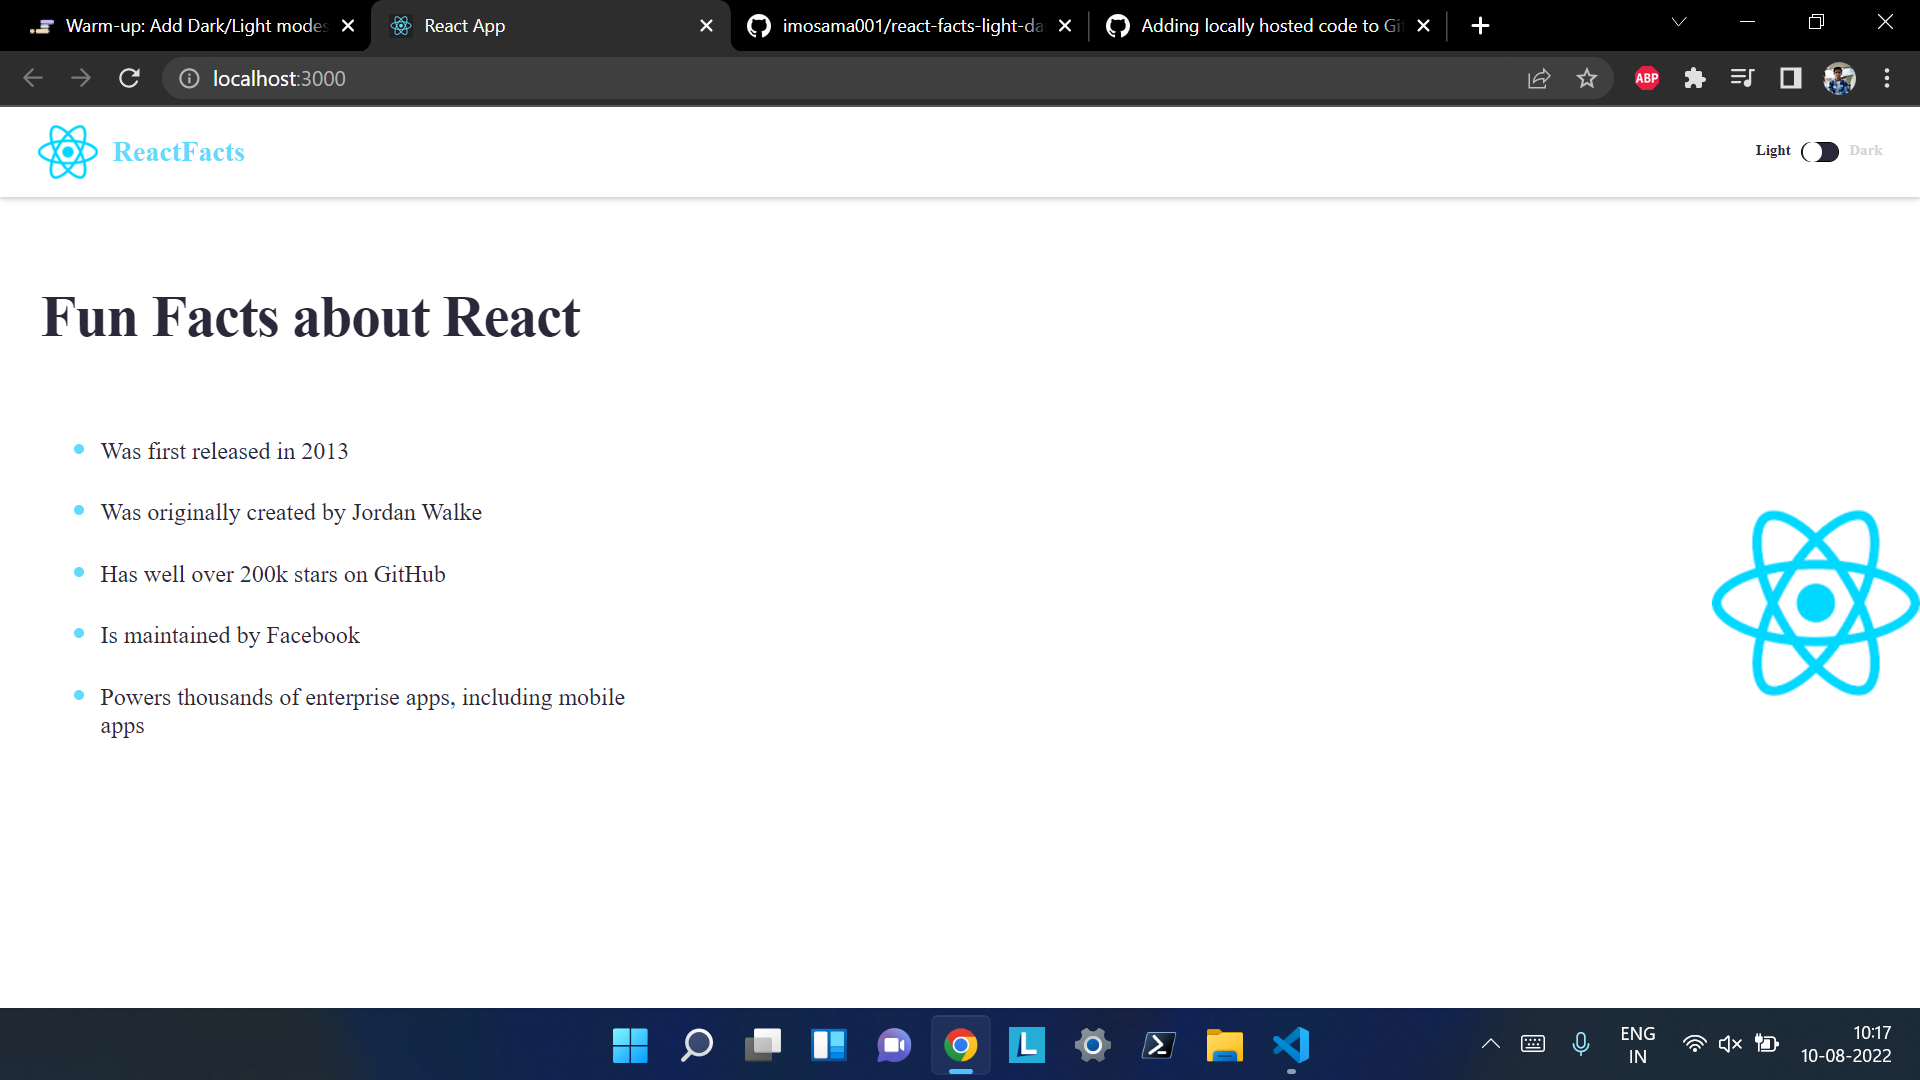 Warm-up: Add Dark/Light modes
React App
imosama001/react-facts-light-da
Adding locally hosted code to Git
localhost:3000
ABP
ReactFacts
Light
Dark
Fun Facts about React
Was first released in 2013
Was originally created by Jordan Walke
Has well over 200k stars on GitHub
Is maintained by Facebook
Powers thousands of enterprise apps, including mobile
apps
L
ENG
IN
10:17
10-08-2022